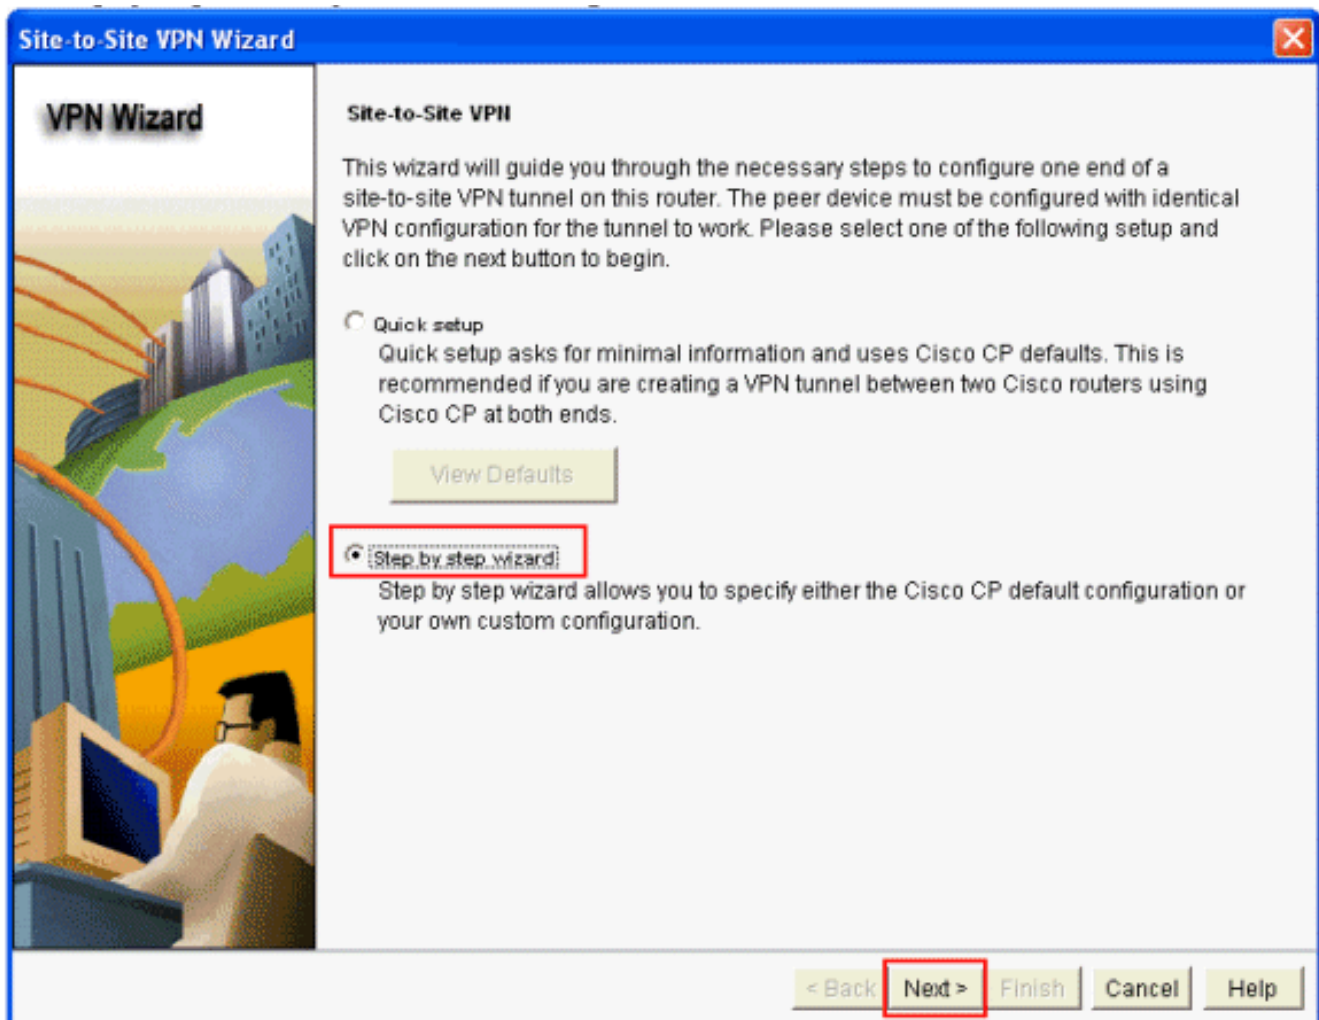 Site-to-Site VPN Wizard
VPN Wizard
Site-to-Site VPN
This wizard will guide you through the necessary steps to configure one end of a
site-to-site VPN tunnel on this router. The peer device must be configured with identical
VPN configuration for the tunnel to work. Please select one of the following setup and
click on the next button to begin.
Quick setup
Quick setup asks for minimal information and uses Cisco CP defaults. This is
recommended if you are creating a VPN tunnel between two Cisco routers using
Cisco CP at both ends.
View Defaults
Step by step wizard
Step by step wizard allows you to specify either the Cisco CP default configuration or
your own custom configuration.
< Back Next > Finish Cancel Help